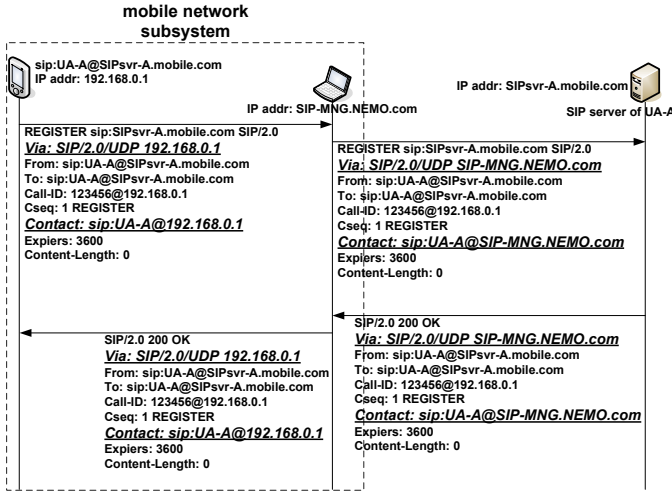 mobile network
subsystem
sip:UA-A@SIPsvr-A.mobile.com
IP addr: 192.168.0.1
IP addr: SIP-MNG.NEMO.com
IP addr: SIPsvr-A.mobile.com
SIP server of UA-A
REGISTER sip:SIPsvr-A.mobile.com SIP/2.0
Via: SIP/2.0/UDP 192.168.0.1
From: sip:UA-A@SIPsvr-A.mobile.com
To: sip:UA-A@SIPsvr-A.mobile.com
Call-ID: 123456@192.168.0.1
Cseq: 1 REGISTER
Contact: sip:UA-A@192.168.0.1
Expiers: 3600
Content-Length: 0
REGISTER sip:SIPsvr-A.mobile.com SIP/2.0
Via: SIP/2.0/UDP SIP-MNG.NEMO.com
From: sip:UA-A@SIPsvr-A.mobile.com
To: sip:UA-A@SIPsvr-A.mobile.com
Call-ID: 123456@192.168.0.1
Cseq: 1 REGISTER
Contact: sip:UA-A@SIP-MNG.NEMO.com
Expiers: 3600
Content-Length: 0
SIP/2.0 200 OK
Via: SIP/2.0/UDP SIP-MNG.NEMO.com
From: sip:UA-A@SIPsvr-A.mobile.com
To: sip:UA-A@SIPsvr-A.mobile.com
Call-ID: 123456@192.168.0.1
Cseq: 1 REGISTER
Contact: sip:UA-A@SIP-MNG.NEMO.com
Expiers: 3600
Content-Length: 0
SIP/2.0 200 OK
Via: SIP/2.0/UDP 192.168.0.1
From: sip:UA-A@SIPsvr-A.mobile.com
To: sip:UA-A@SIPsvr-A.mobile.com
Call-ID: 123456@192.168.0.1
Cseq: 1 REGISTER
Contact: sip:UA-A@192.168.0.1
Expiers: 3600
Content-Length: 0